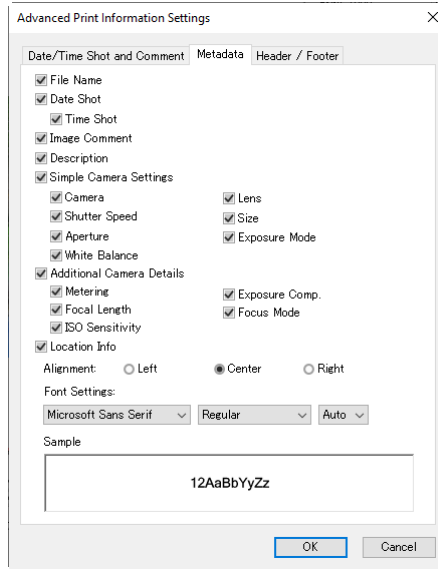 Advanced Print Information Settings
Date/Time Shot and Comment Metadata Header / Footer
File Name
Date Shot
Time Shot
Image Comment
Description
Simple Camera Settings
Camera Lens
Shutter Speed Size
Aperture Exposure Mode
White Balance
Additional Camera Details
Metering Exposure Comp.
Focal Length Focus Mode
ISO Sensitivity
Location Info
Alignment: Left Center Right
Font Settings:
Microsoft Sans Serif Regular Auto
Sample
12AaBbYyZz
OK Cancel